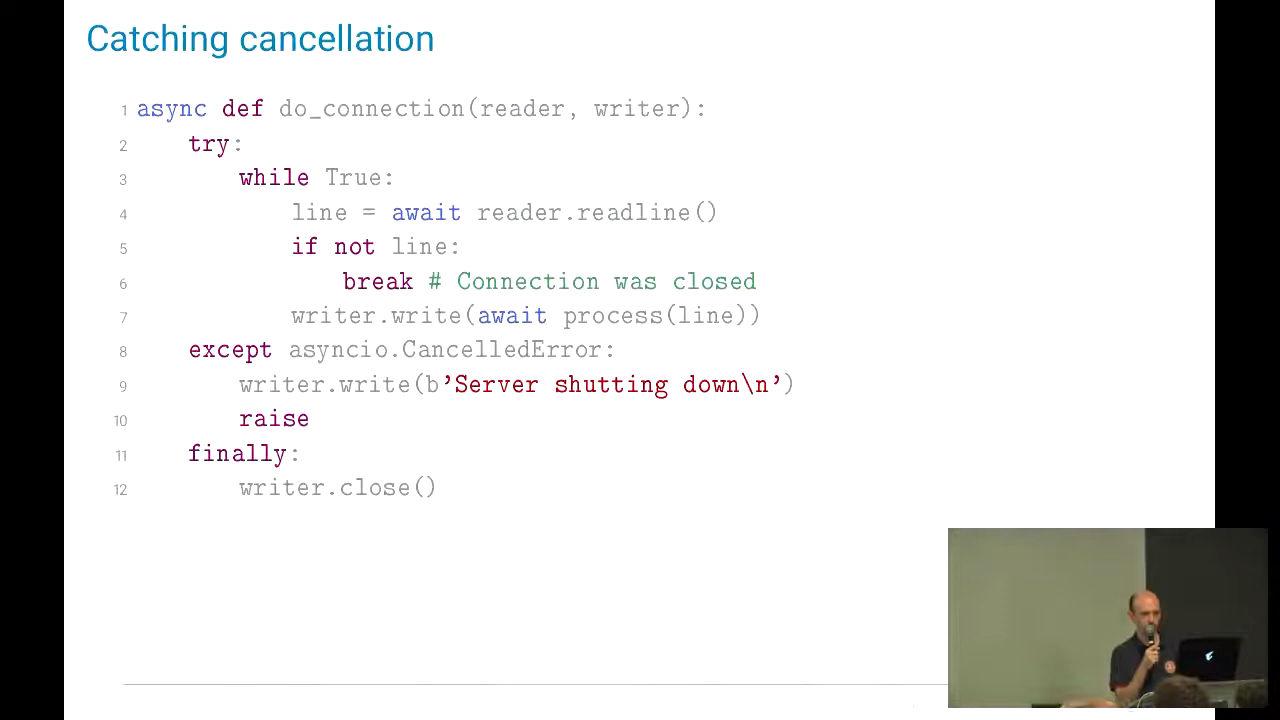 Catching cancellation
1 async def do_connection(reader, writer):
2 try:
3 while True:
4 line = await reader.readline()
5 if not line:
6 break # Connection was closed
7 writer.write(await process(line))
8 except asyncio.CancelledError:
9 writer.write(b'Server shutting down\n')
10 raise
11 finally:
12 writer.close()